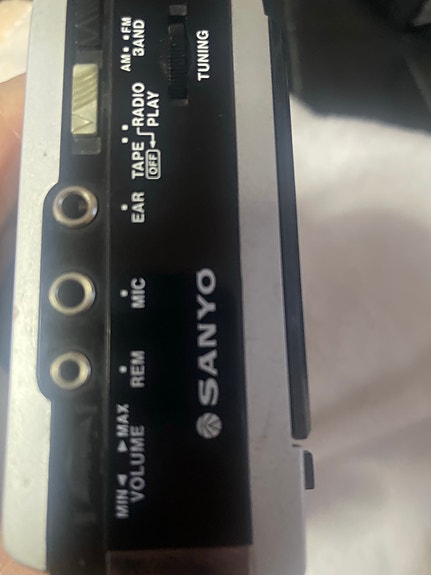 MIN ◄ ► MAX
VOLUME
REM
MIC
EAR
TAPE RADIO
OFF PLAY
AM FM
BAND
SANYO
TUNING